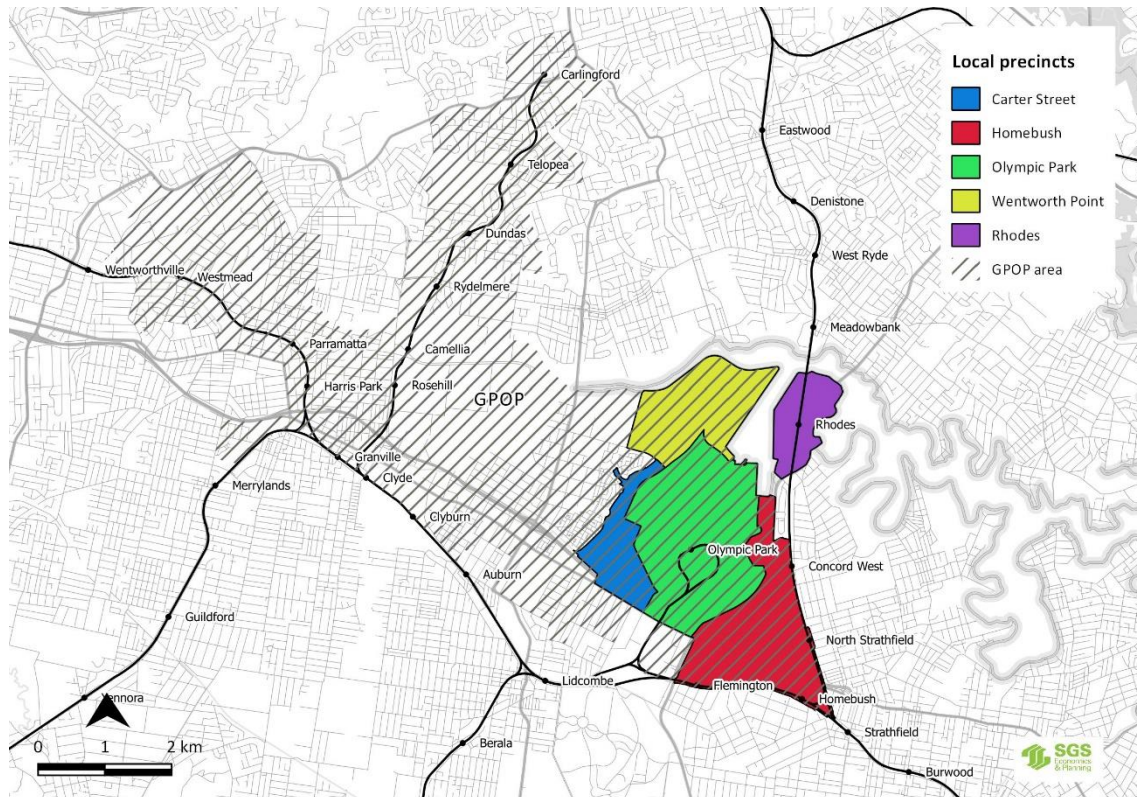 Local precincts
Carter Street
Homebush
Olympic Park
Wentworth Point
Rhodes
GPOP area
Carlingford
Eastwood
Telopea
Denistone
Dundas
West Ryde
Wentworthville
Westmead
Rydelmere
Meadowbank
Parramatta
Camellia
Harris Park
Rosehill
GPOP
Rhodes
Granville
Clyde
Merrylands
Clyburn
Olympic Park
Concord West
Auburn
Guildford
North Strathfield
Lidcombe
Flemington
Homebush
Yennora
Strathfield
0 1 2 km
Berala
Burwood
SGS
Economics
& Planning